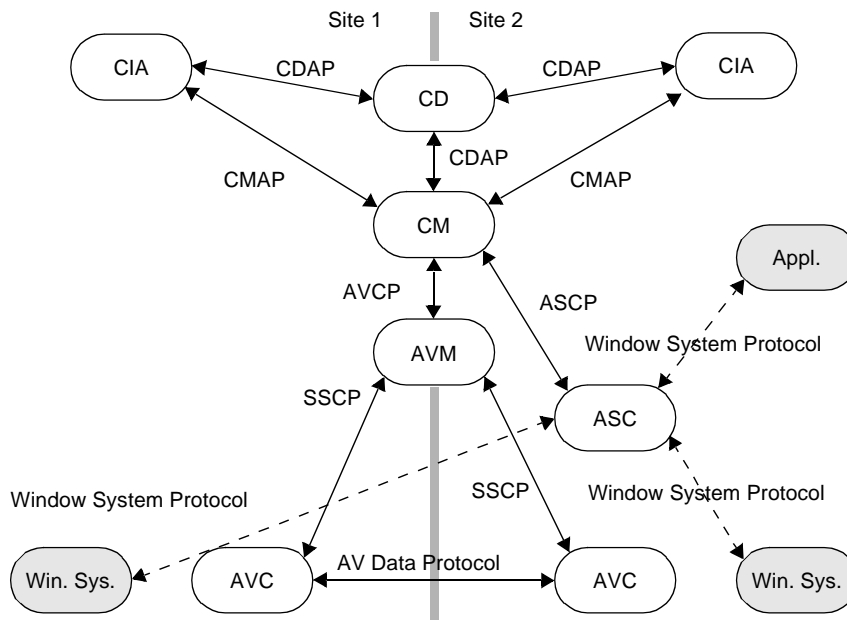 Site 1
Site 2
CIA
CDAP
CD
CDAP
CIA
CDAP
CMAP
CMAP
CM
Appl.
AVCP
ASCP
Window System Protocol
AVM
SSCP
ASC
Window System Protocol
SSCP
Window System Protocol
Win. Sys.
AVC
AV Data Protocol
AVC
Win. Sys.